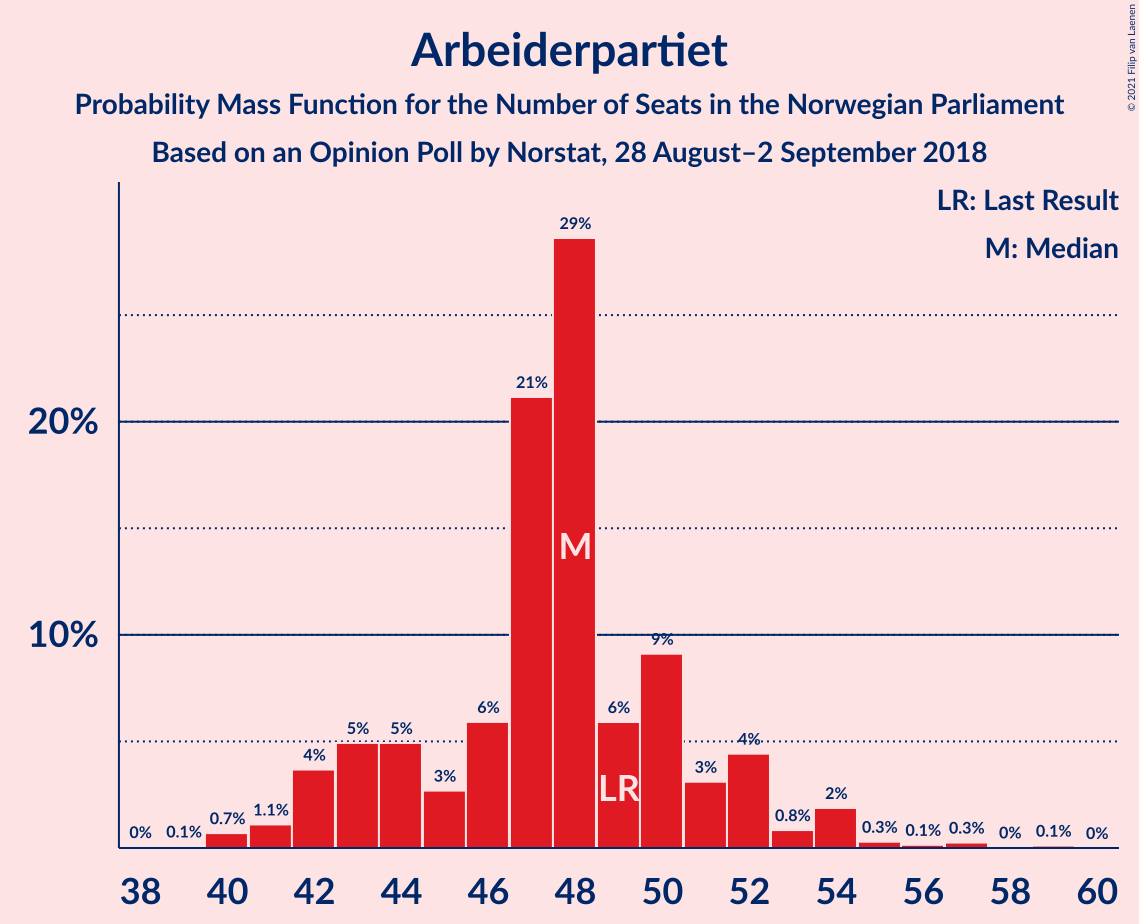 Arbeiderpartiet
Probability Mass Function for the Number of Seats in the Norwegian Parliament
Based on an Opinion Poll by Norstat, 28 August–2 September 2018
© 2021 Filip van Laenen
LR: Last Result
M: Median
20%
10%
0%
0.1%
0.7%
1.1%
4%
5%
5%
3%
6%
21%
29%
6%
9%
3%
4%
0.8%
2%
0.3%
0.1%
0.3%
0%
0.1%
0%
M
LR
38 40 42 44 46 48 50 52 54 56 58 60